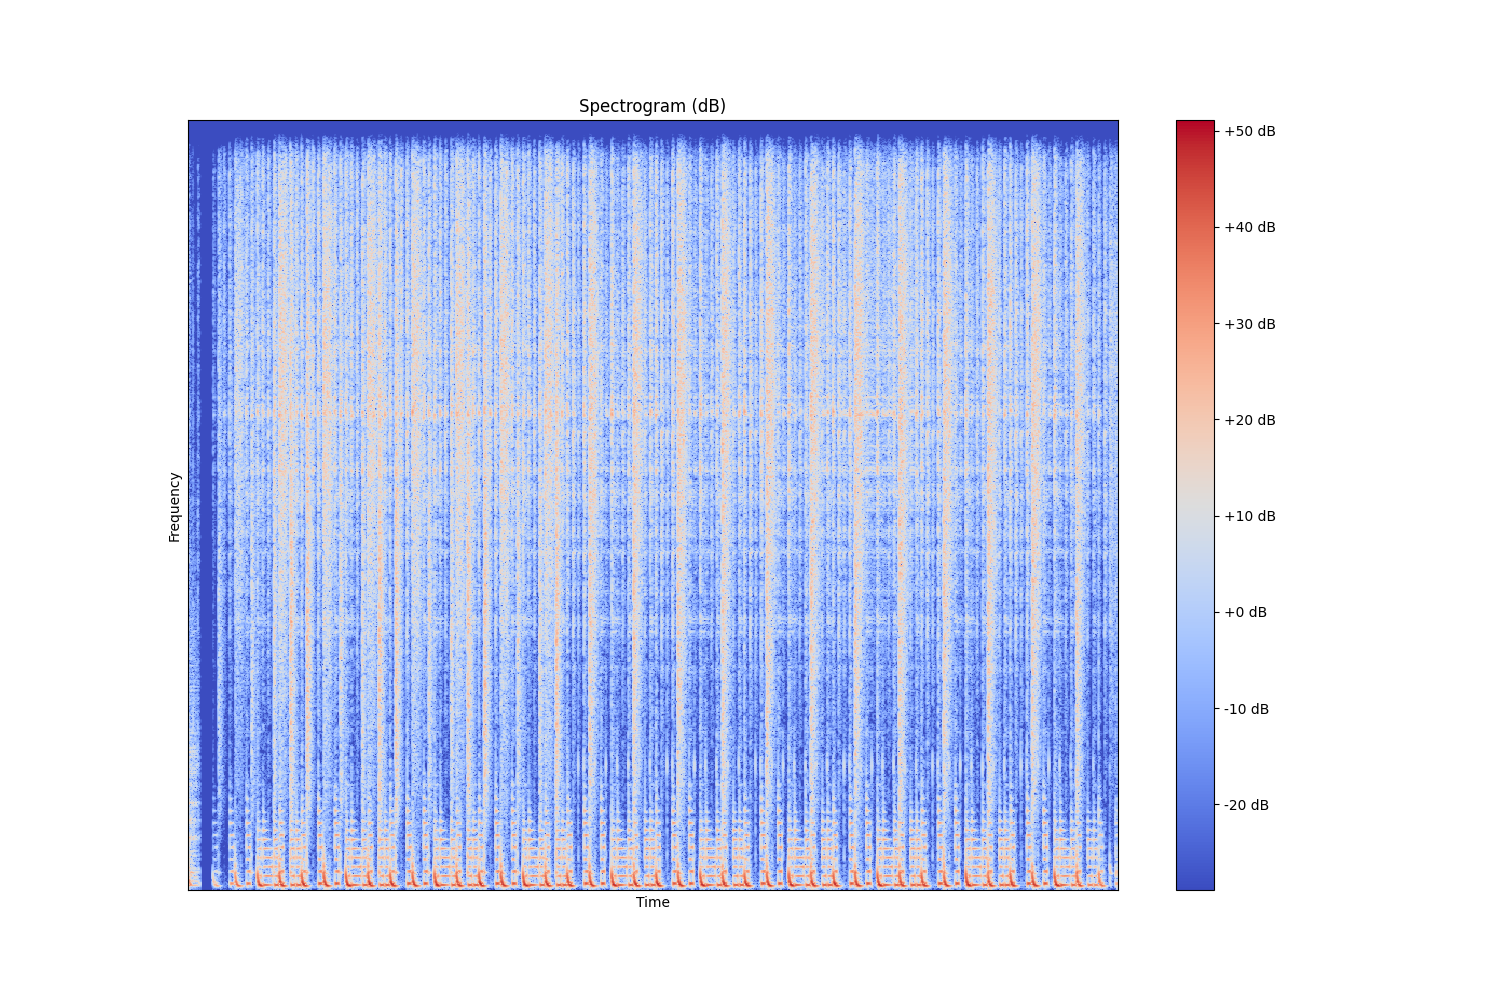 Spectrogram (dB)
+50 dB
+40 dB
+30 dB
+20 dB
+10 dB
+0 dB
-10 dB
-20 dB
Frequency
Time